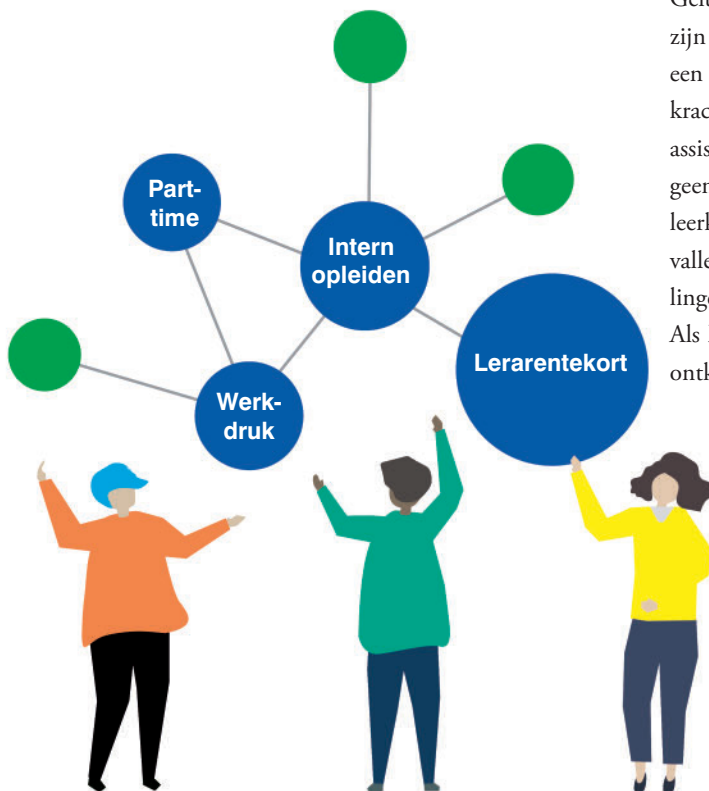 Part-
time
Intern
opleiden
Lerarentekort
Werk-
druk
zijn
een
krac
assis
geen
leerk
valle
linge
Als
ontk